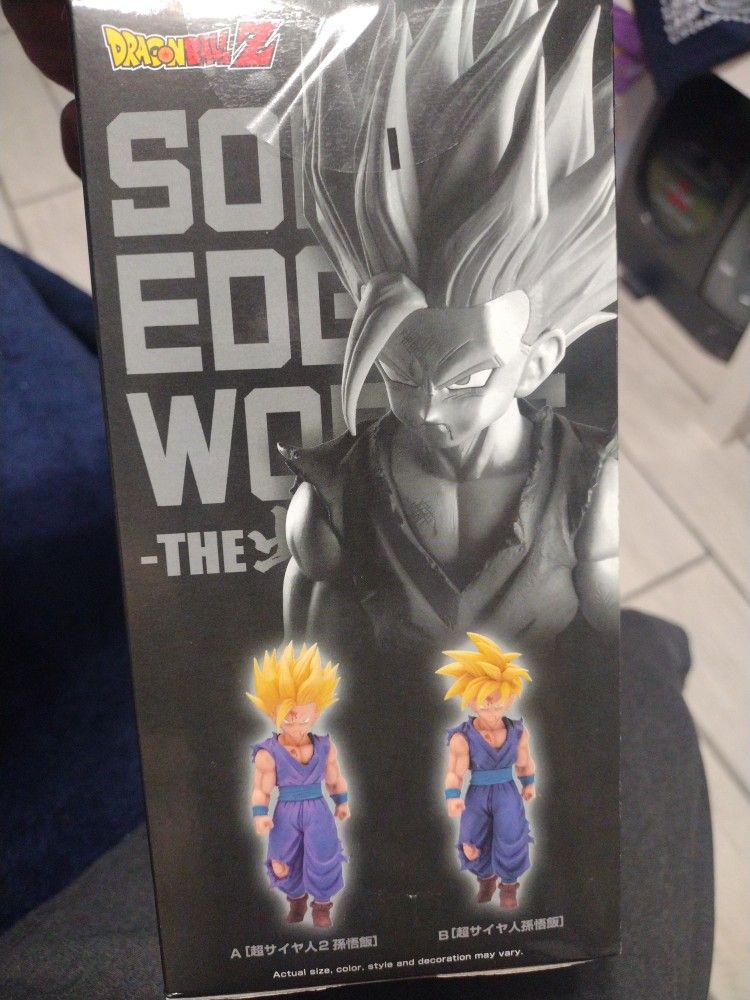 DRAGON BALL Z
SO
EDGE
WO
-THE
A [超サイヤ人2 孫悟飯]
B [超サイヤ人孫悟飯]
Actual size, color, style and decoration may vary.